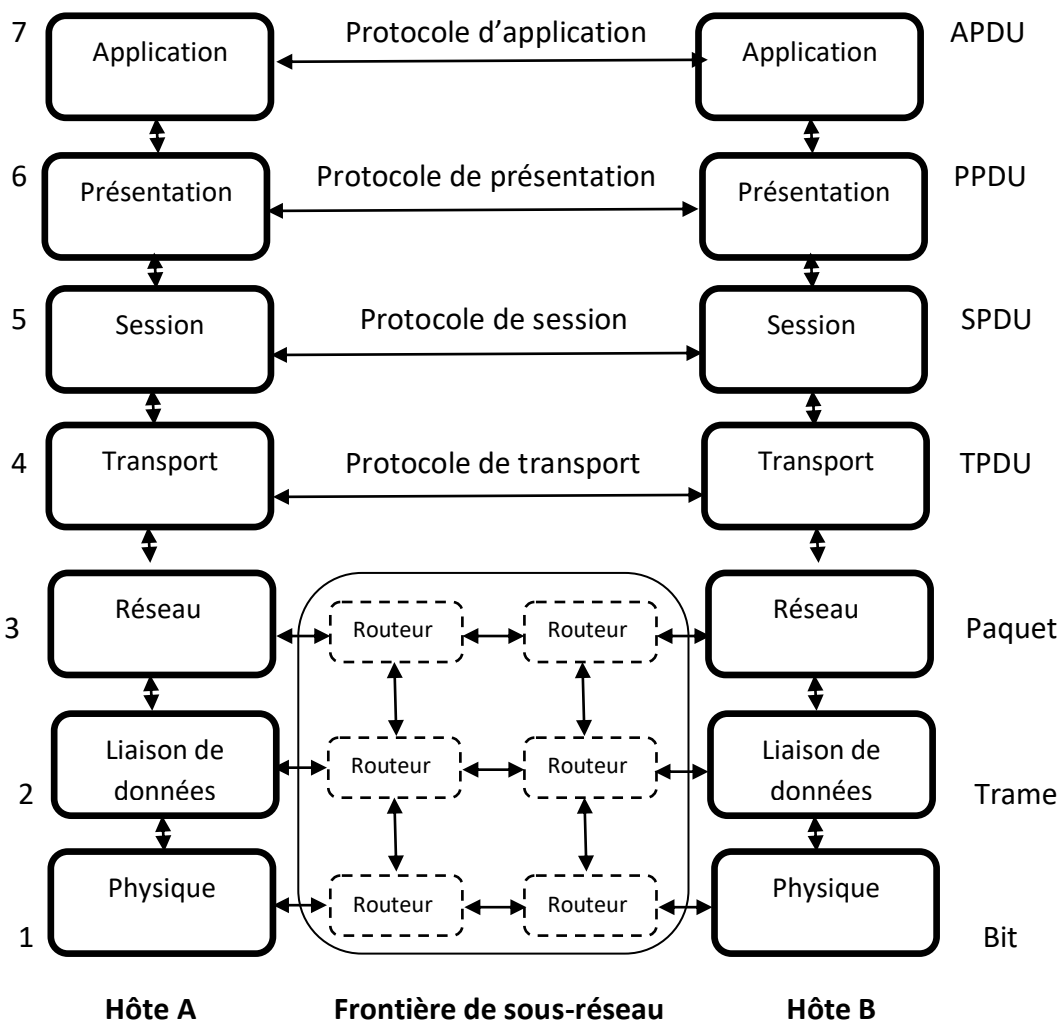 7 Application Protocole d’application Application APDU
6 Présentation Protocole de présentation Présentation PPDU
5 Session Protocole de session Session SPDU
4 Transport Protocole de transport Transport TPDU
3 Réseau Routeur Routeur Réseau Paquet
Liaison de Liaison de
2 données Routeur Routeur données Trame
Physique Physique
1 Routeur Routeur Bit
Hôte A Frontière de sous-réseau Hôte B